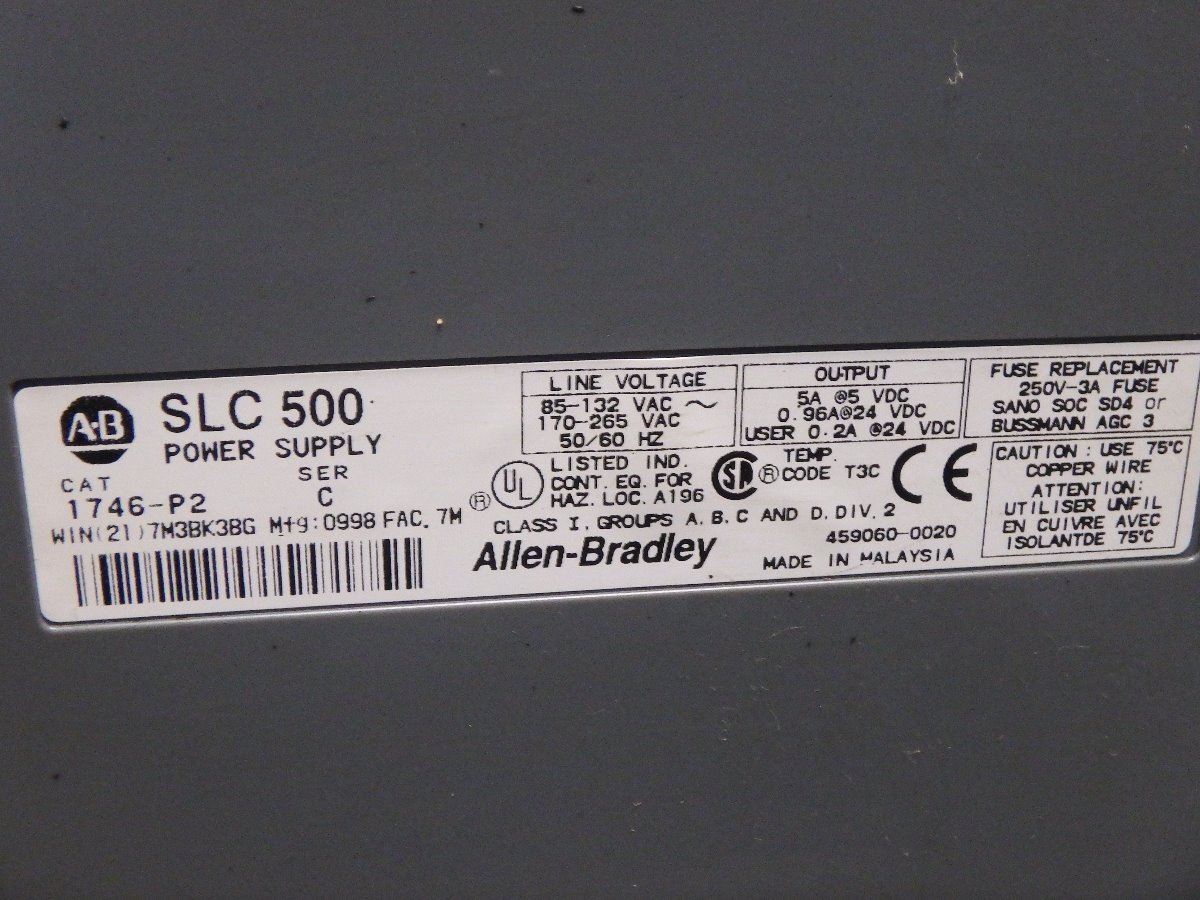 A-B
SLC 500
POWER SUPPLY
CAT
SER
1746-P2
C
WIN(21)7M3BK3BG Mfg:0998 FAC. 7M
LINE VOLTAGE
85-132 VAC ~
170-265 VAC
50/60 HZ
OUTPUT
5A @5 VDC
0.96A@24 VDC
USER 0.2A @24 VDC
FUSE REPLACEMENT
250V-3A FUSE
SANO SOC SD4 or
BUSSMANN AGC 3
® UL
LISTED IND.
CONT. EQ. FOR
HAZ. LOC. A196
SA ®
TEMP.
CODE T3C
CE
CLASS I, GROUPS A, B, C AND D, DIV. 2
Allen-Bradley
459060-0020
MADE IN MALAYSIA
CAUTION: USE 75°C
COPPER WIRE
ATTENTION:
UTILISER UNFIL
EN CUIVRE AVEC
ISOLANTDE 75°C